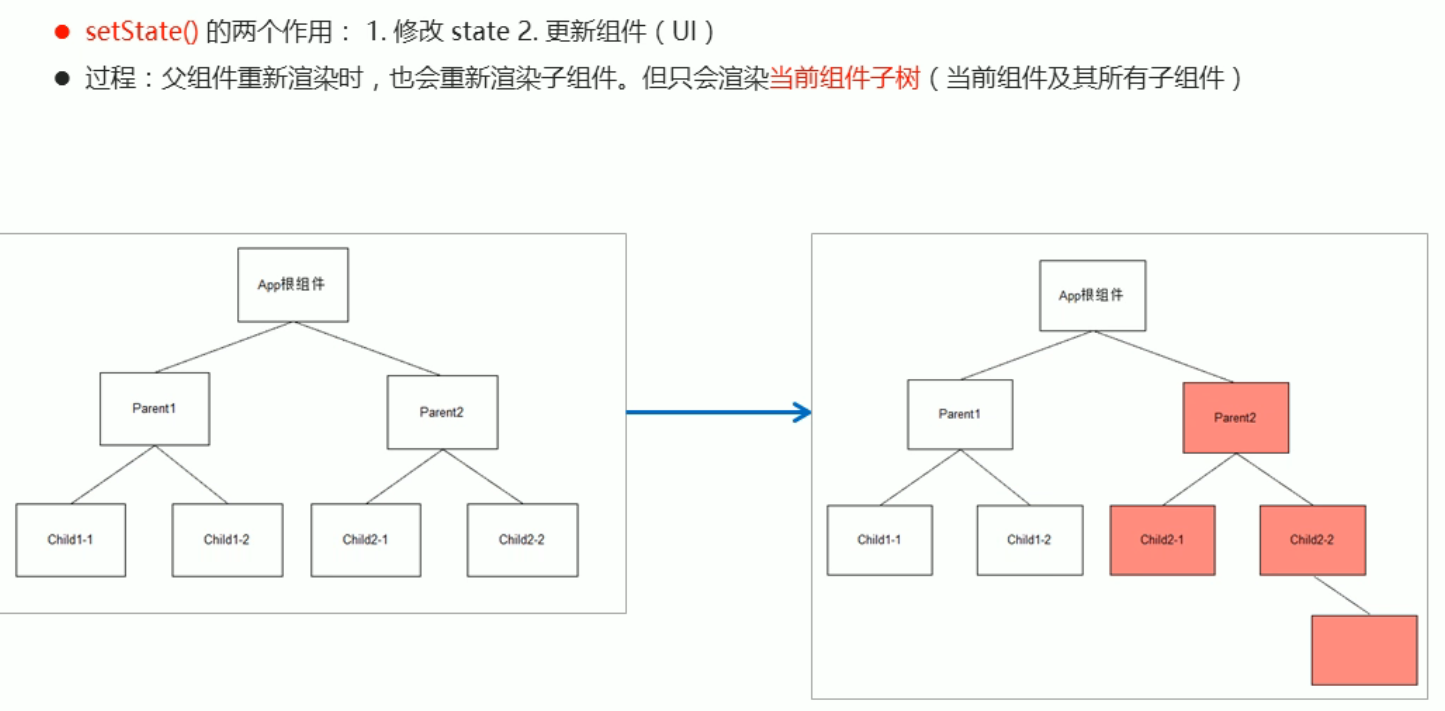 setState() 的两个作用： 1. 修改 state 2. 更新组件（ UI ）
过程：父组件重新渲染时，也会重新渲染子组件。但只会渲染当前组件子树（当前组件及其所有子组件）
App根组件
Parent1
Parent2
Child1-1
Child1-2
Child2-1
Child2-2
App根组件
Parent1
Parent2
Child1-1
Child1-2
Child2-1
Child2-2